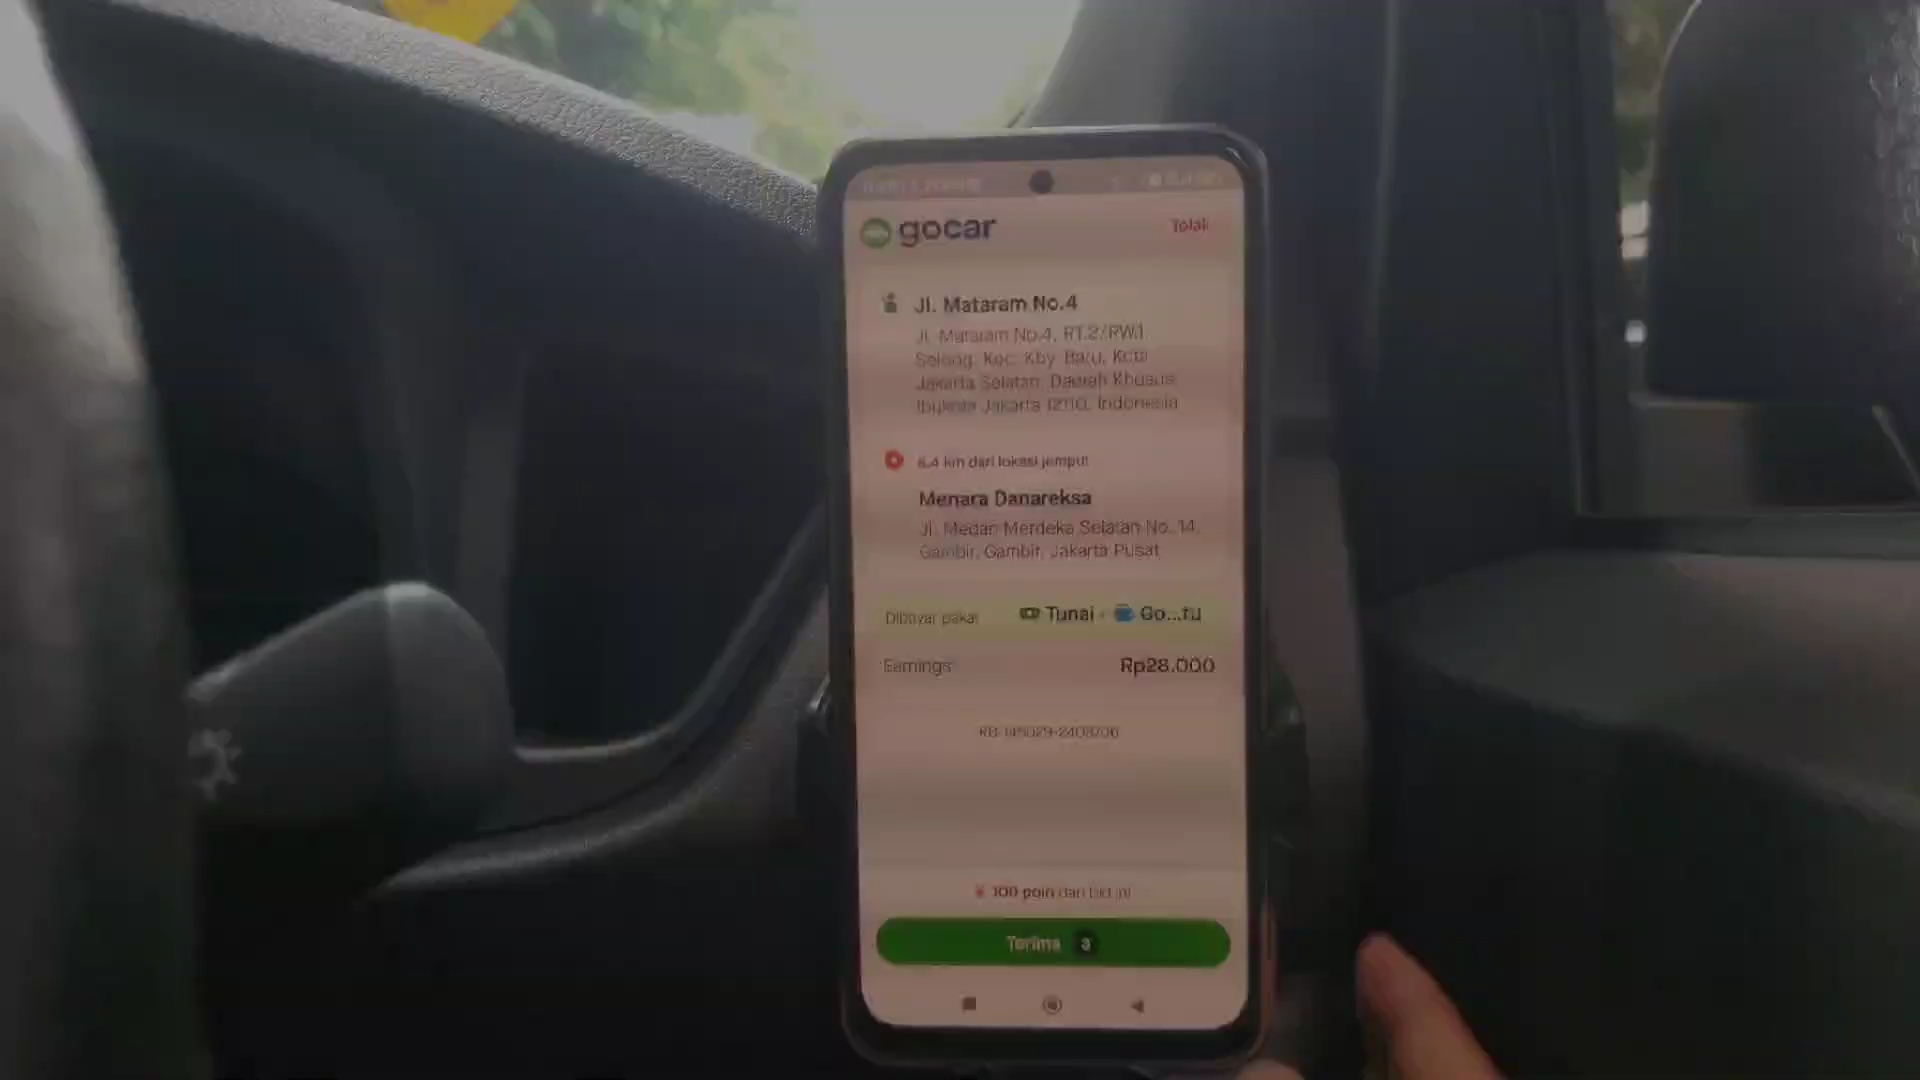 gocar
Tolak
Jl. Mataram No.4
Jl. Mataram No.4, RT.2/RW.1
Selong, Kec. Kby. Baru, Kota
Jakarta Selatan, Daerah Khusus
Ibukota Jakarta 12110, Indonesia
6.4 km dari lokasi jemput
Menara Danareksa
Jl. Medan Merdeka Selatan No. 14,
Gambir, Gambir, Jakarta Pusat
Dibayar pakai Tunai · Go...ru
Earnings Rp28.000
100 poin dari bid ini
Terima 3